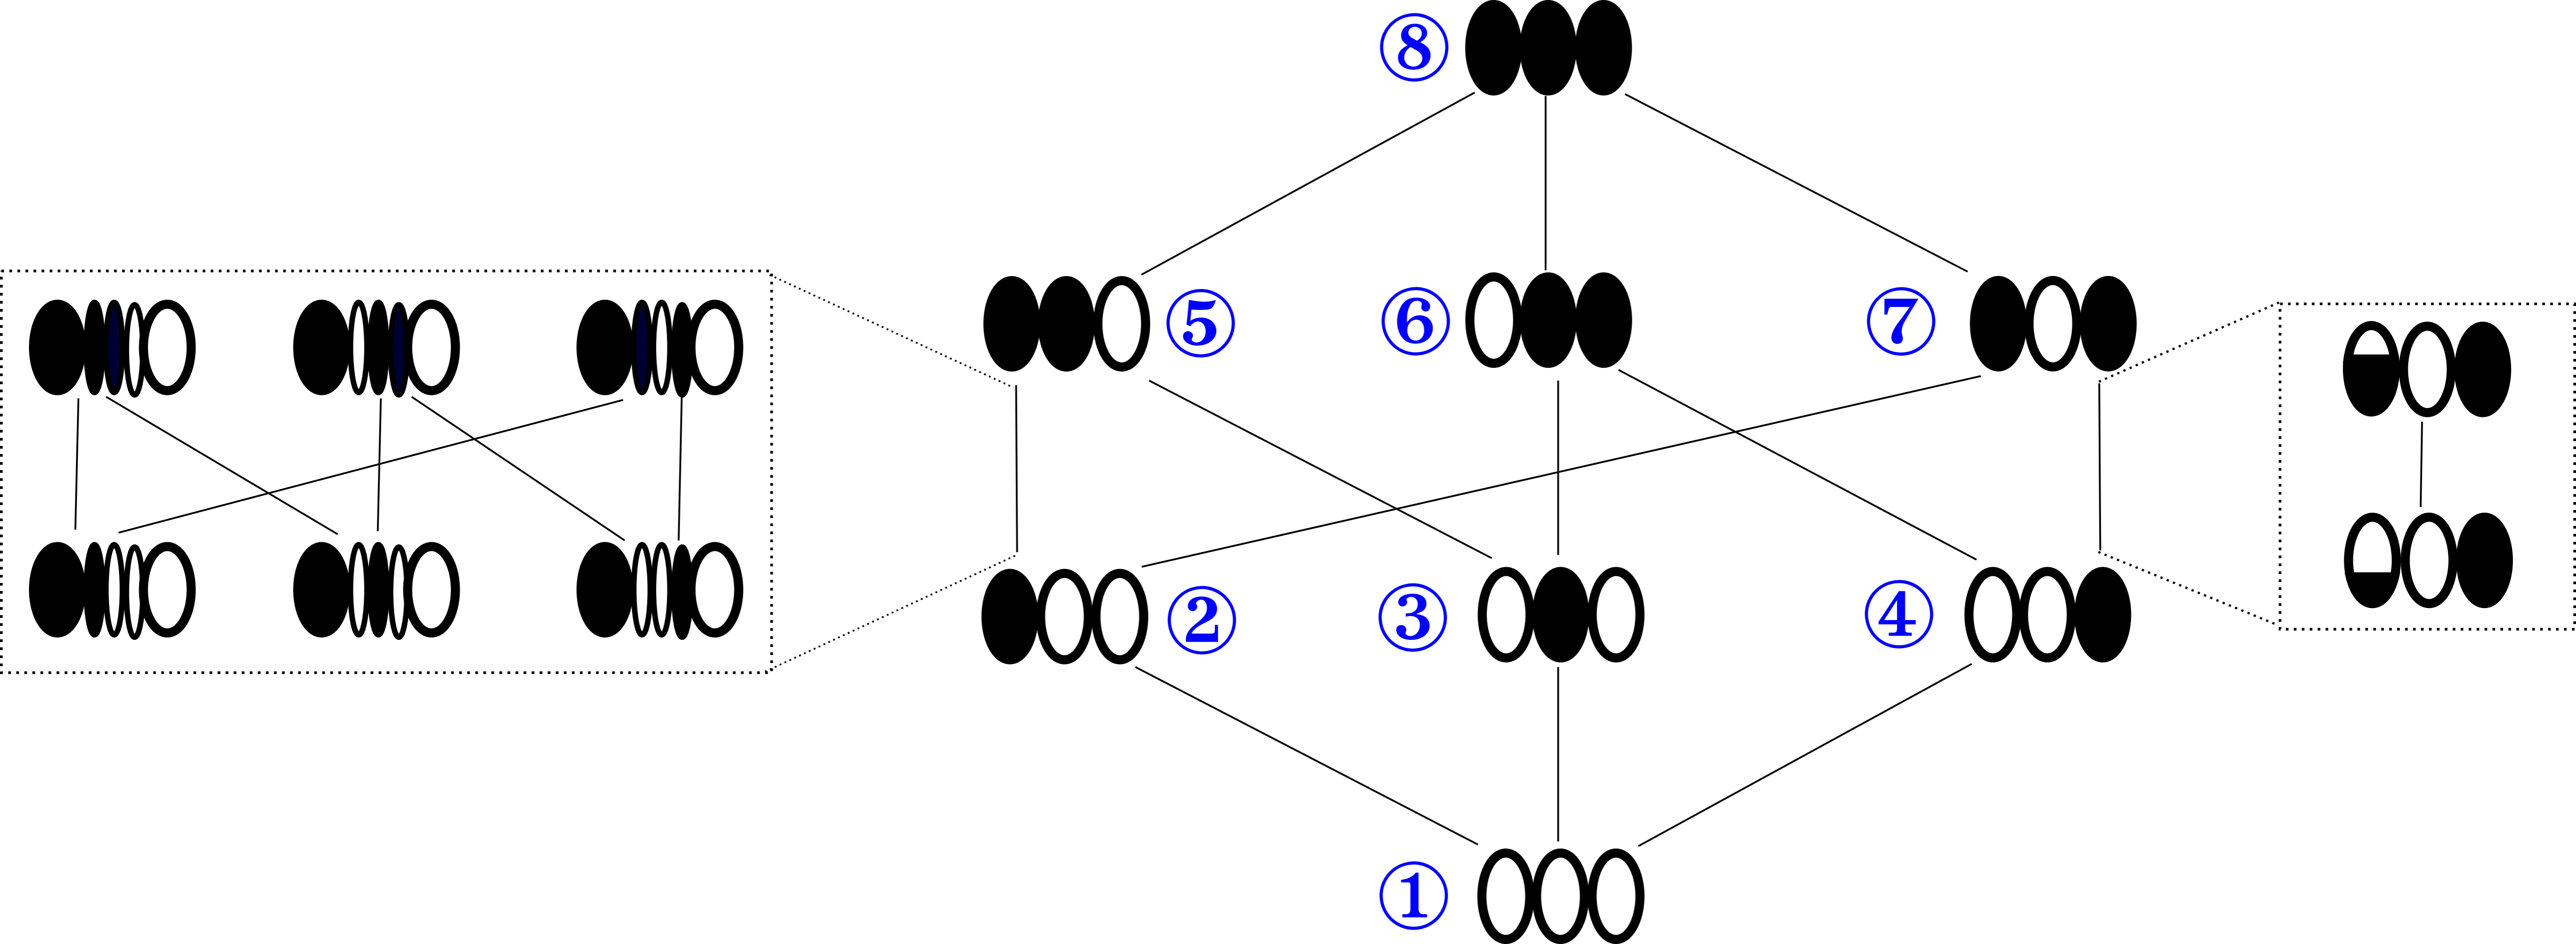 ⑧
⑤ ⑥ ⑦
② ③ ④
①